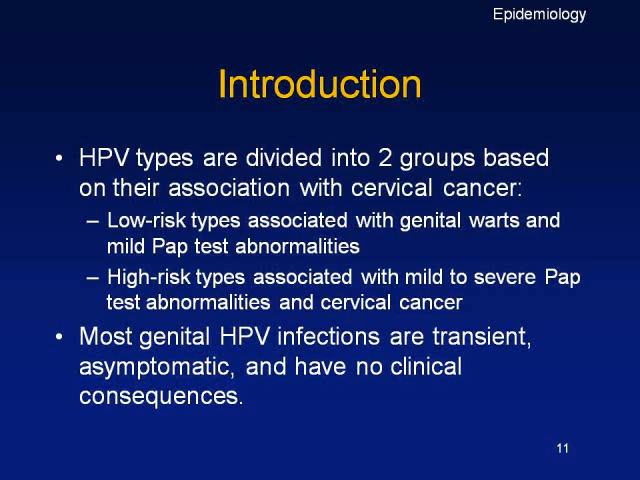 Epidemiology
Introduction
• HPV types are divided into 2 groups based
on their association with cervical cancer:
– Low-risk types associated with genital warts and
mild Pap test abnormalities
– High-risk types associated with mild to severe Pap
test abnormalities and cervical cancer
• Most genital HPV infections are transient,
asymptomatic, and have no clinical
consequences.
11